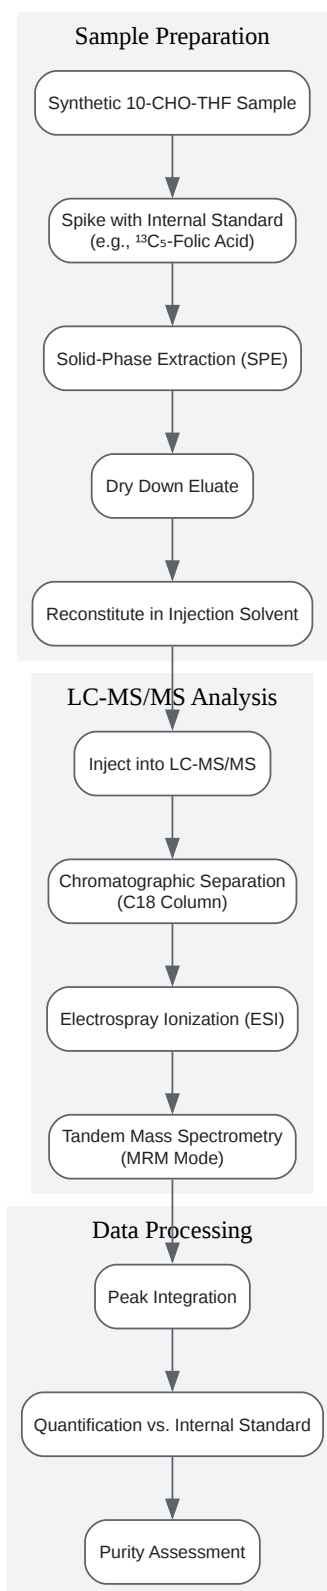 Sample Preparation
Synthetic 10-CHO-THF Sample
Spike with Internal Standard
(e.g., ¹³C₅-Folic Acid)
Solid-Phase Extraction (SPE)
Dry Down Eluate
Reconstitute in Injection Solvent
LC-MS/MS Analysis
Inject into LC-MS/MS
Chromatographic Separation
(C18 Column)
Electrospray Ionization (ESI)
Tandem Mass Spectrometry
(MRM Mode)
Data Processing
Peak Integration
Quantification vs. Internal Standard
Purity Assessment